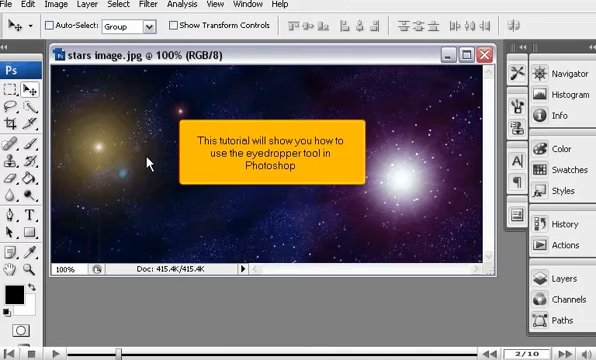 File Edit Image Layer Select Filter Analysis View Window Help
Auto-Select: Group Show Transform Controls
stars image.jpg @ 100% (RGB/8)
Ps
Navigator
Histogram
Info
This tutorial will show you how to
use the eyedropper tool in
Photoshop
Color
Swatches
Styles
History
Actions
100% Doc: 415.4K/415.4K
Layers
Channels
Paths
2/10